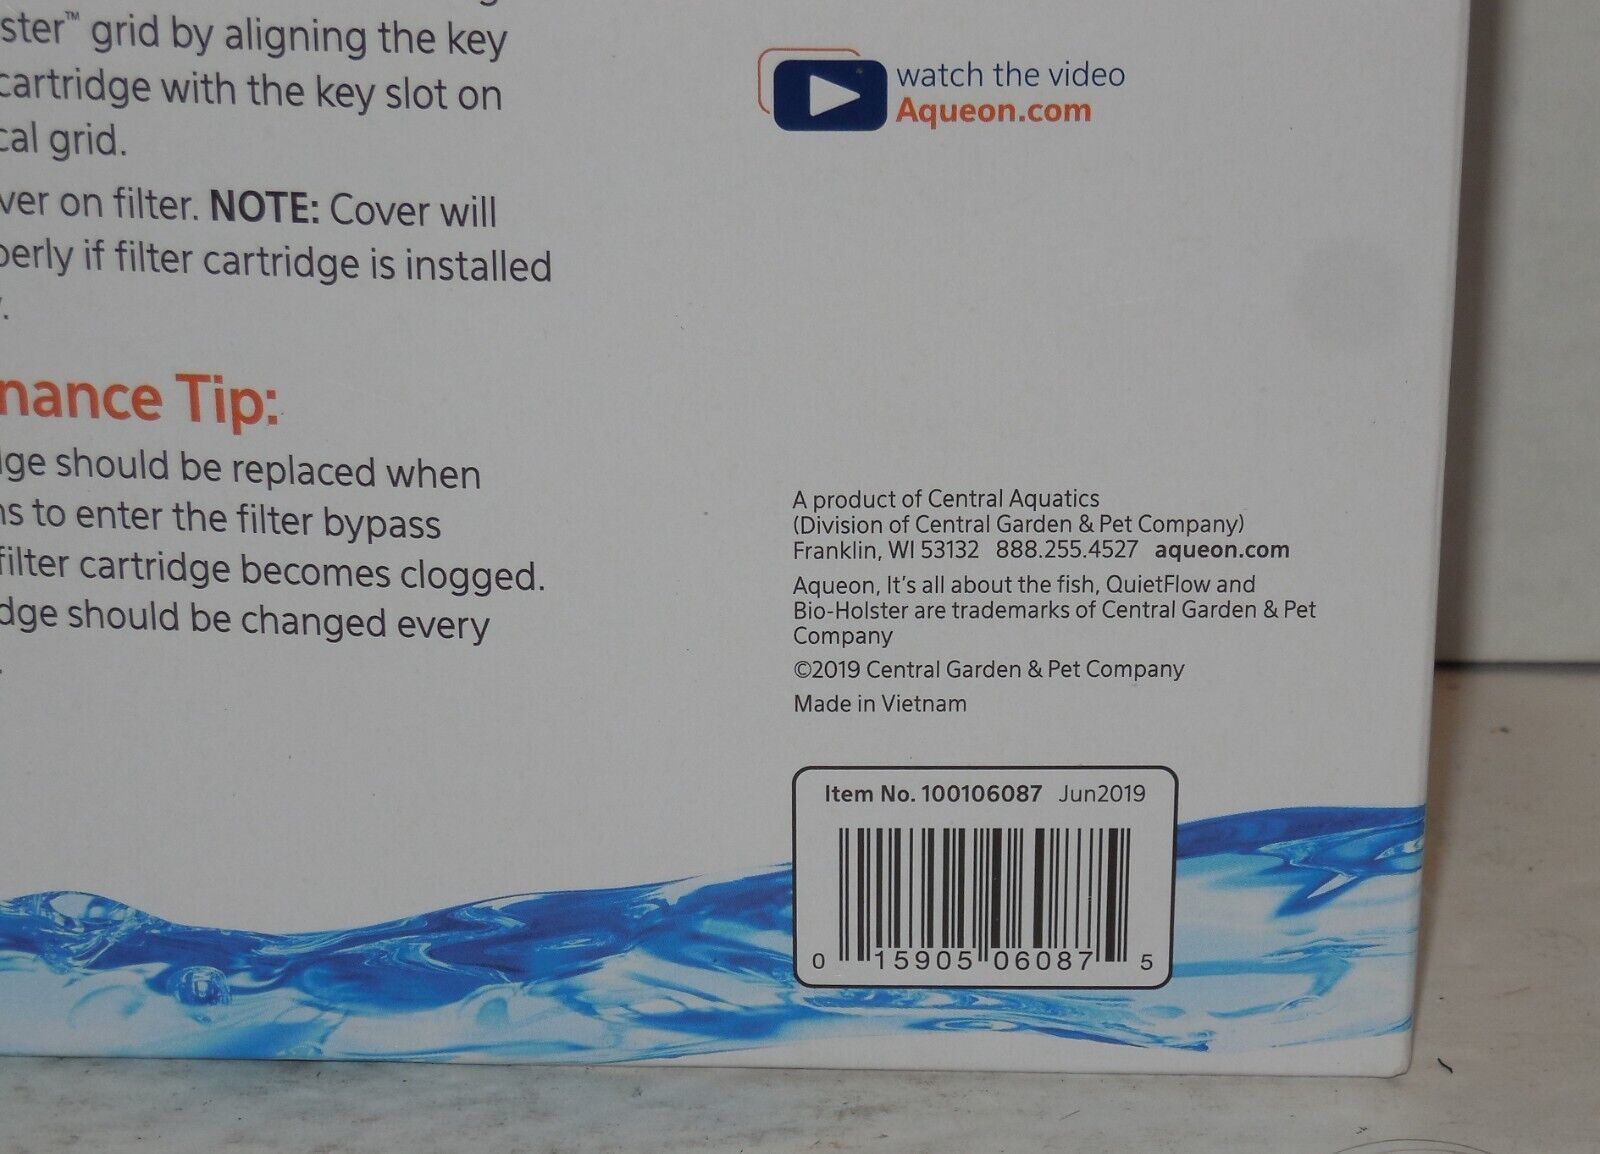 ster™ grid by aligning the key
cartridge with the key slot on
cal grid.
ver on filter. NOTE: Cover will
perly if filter cartridge is installed
.
nance Tip:
dge should be replaced when
ns to enter the filter bypass
filter cartridge becomes clogged.
dge should be changed every
watch the video
Aqueon.com
A product of Central Aquatics
(Division of Central Garden & Pet Company)
Franklin, WI 53132 888.255.4527 aqueon.com
Aqueon, It's all about the fish, QuietFlow and
Bio-Holster are trademarks of Central Garden & Pet
Company
©2019 Central Garden & Pet Company
Made in Vietnam
Item No. 100106087 Jun2019
0 15905 06087 5